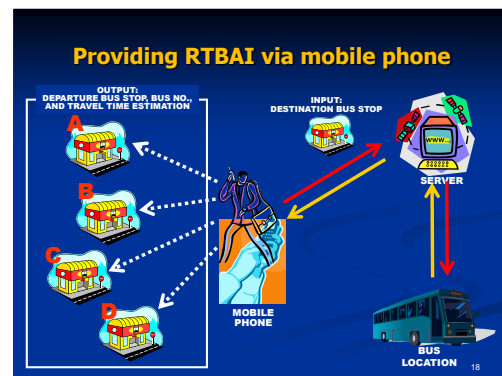 Providing RTBAI via mobile phone
OUTPUT:
DEPARTURE BUS STOP, BUS NO.,
AND TRAVEL TIME ESTIMATION
INPUT:
DESTINATION BUS STOP
A
B
C
D
WWW...
SERVER
MOBILE
PHONE
BUS
LOCATION
18